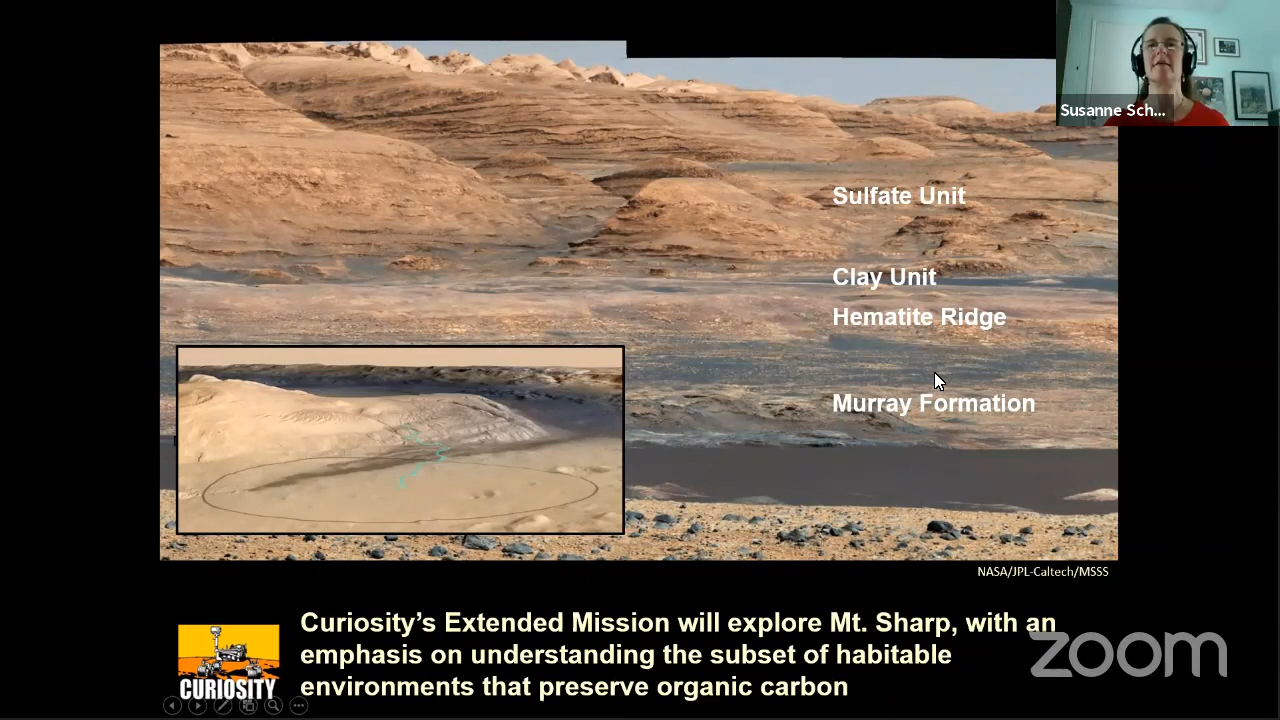 Susanne Sch...
Sulfate Unit
Clay Unit
Hematite Ridge
Murray Formation
NASA/JPL-Caltech/MSSS
Curiosity's Extended Mission will explore Mt. Sharp, with an
emphasis on understanding the subset of habitable
environments that preserve organic carbon
CURIOSITY
zoom